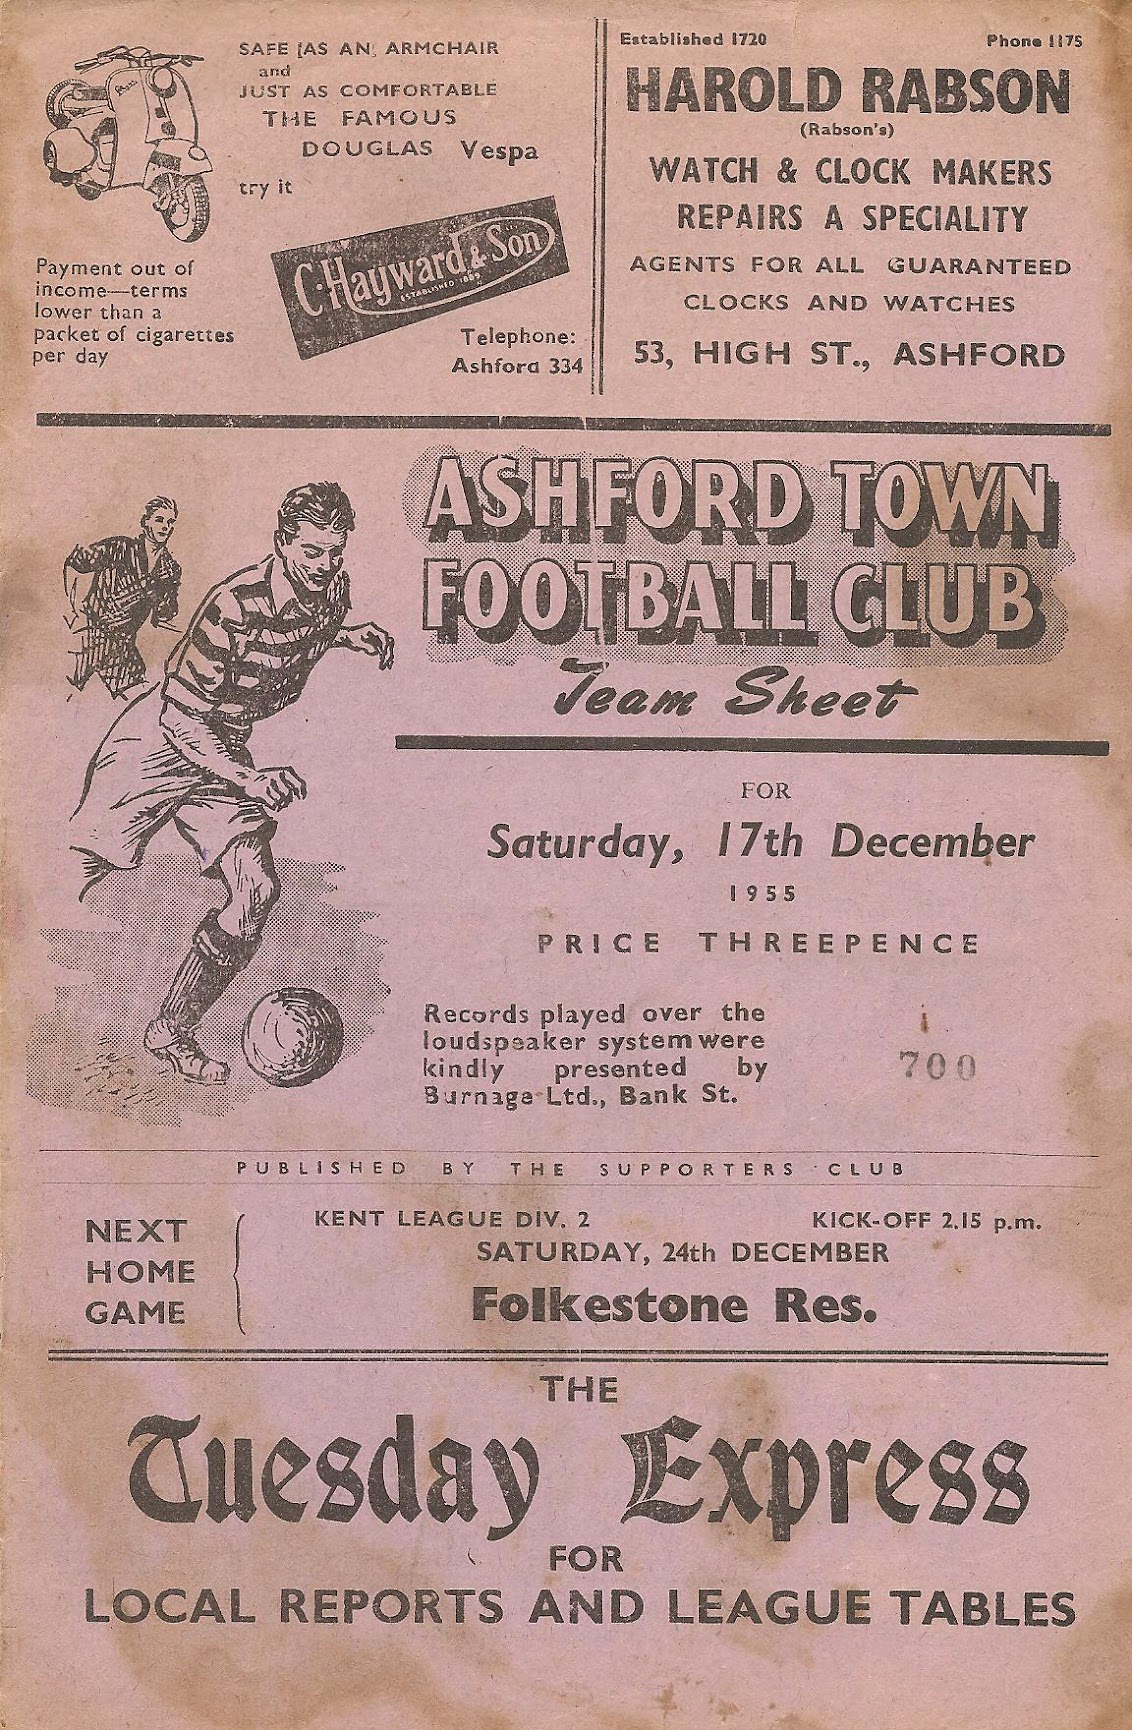 SAFE AS AN ARMCHAIR
and
JUST AS COMFORTABLE
THE FAMOUS
DOUGLAS Vespa
try it
C. Hayward & Son
ESTABLISHED
Payment out of
income—terms
lower than a
packet of cigarettes
per day
Telephone:
Ashford 334
Established 1720 Phone 1175
HAROLD RABSON
(Rabson's)
WATCH & CLOCK MAKERS
REPAIRS A SPECIALITY
AGENTS FOR ALL GUARANTEED
CLOCKS AND WATCHES
53, HIGH ST., ASHFORD
ASHFORD TOWN
FOOTBALL CLUB
Team Sheet
FOR
Saturday, 17th December
1955
PRICE THREEPENCE
Records played over the
loudspeaker system were
kindly presented by
Burnage Ltd., Bank St.
700
PUBLISHED BY THE SUPPORTERS CLUB
NEXT
HOME
GAME
KENT LEAGUE DIV. 2 KICK-OFF 2.15 p.m.
SATURDAY, 24th DECEMBER
Folkestone Res.
THE
Tuesday Express
FOR
LOCAL REPORTS AND LEAGUE TABLES